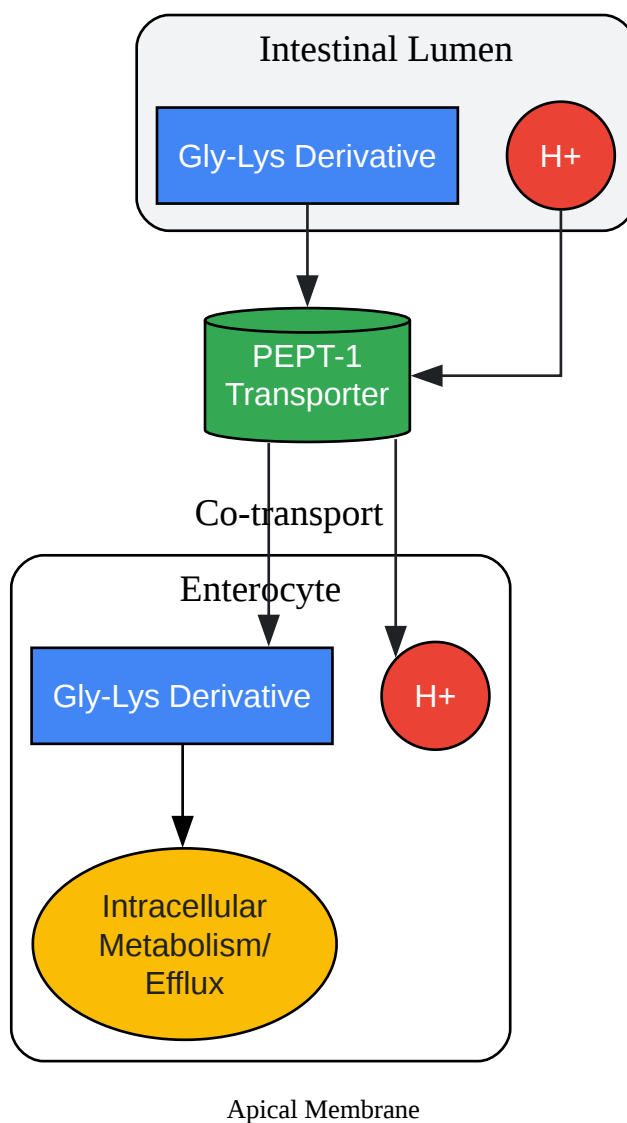 Intestinal Lumen
Gly-Lys Derivative
H+
PEPT-1
Transporter
Co-transport
Enterocyte
Gly-Lys Derivative
H+
Intracellular
Metabolism/
Efflux
Apical Membrane